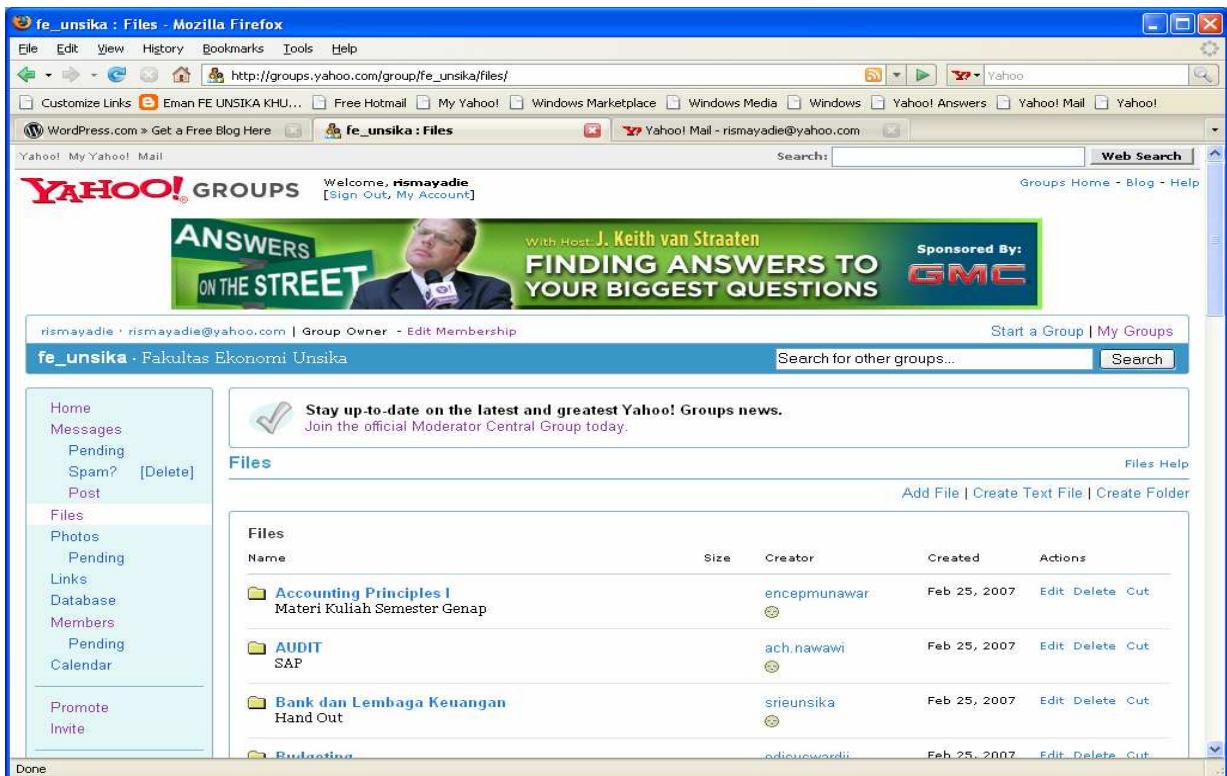 fe_unsika : Files - Mozilla Firefox
File Edit View History Bookmarks Tools Help
http://groups.yahoo.com/group/fe_unsika/files/ Yahoo
Customize Links Eman FE UNSIKA KHU... Free Hotmail My Yahoo! Windows Marketplace Windows Media Windows Yahoo! Answers Yahoo! Mail Yahoo!
WordPress.com » Get a Free Blog Here fe_unsika : Files Yahoo! Mail - rismayadie@yahoo.com
Yahoo! My Yahoo! Mail Search: Web Search
YAHOO! GROUPS Welcome, rismayadie
[Sign Out, My Account] Groups Home - Blog - Help
ANSWERS ON THE STREET
With Host: J. Keith van Straaten
FINDING ANSWERS TO
YOUR BIGGEST QUESTIONS
Sponsored By:
GMC
rismayadie · rismayadie@yahoo.com | Group Owner - Edit Membership Start a Group | My Groups
fe_unsika · Fakultas Ekonomi Unsika Search for other groups... Search
Home
Messages
Pending
Spam? [Delete]
Post
Files
Photos
Pending
Links
Database
Members
Pending
Calendar
Promote
Invite
Stay up-to-date on the latest and greatest Yahoo! Groups news.
Join the official Moderator Central Group today.
Files Files Help
Add File | Create Text File | Create Folder
Files
Name Size Creator Created Actions
Accounting Principles I encepmunawar Feb 25, 2007 Edit Delete Cut
Materi Kuliah Semester Genap
AUDIT ach.nawawi Feb 25, 2007 Edit Delete Cut
SAP
Bank dan Lembaga Keuangan srieunsika Feb 25, 2007 Edit Delete Cut
Hand Out
Budgeting Feb 25, 2007 Edit Delete Cut
Done